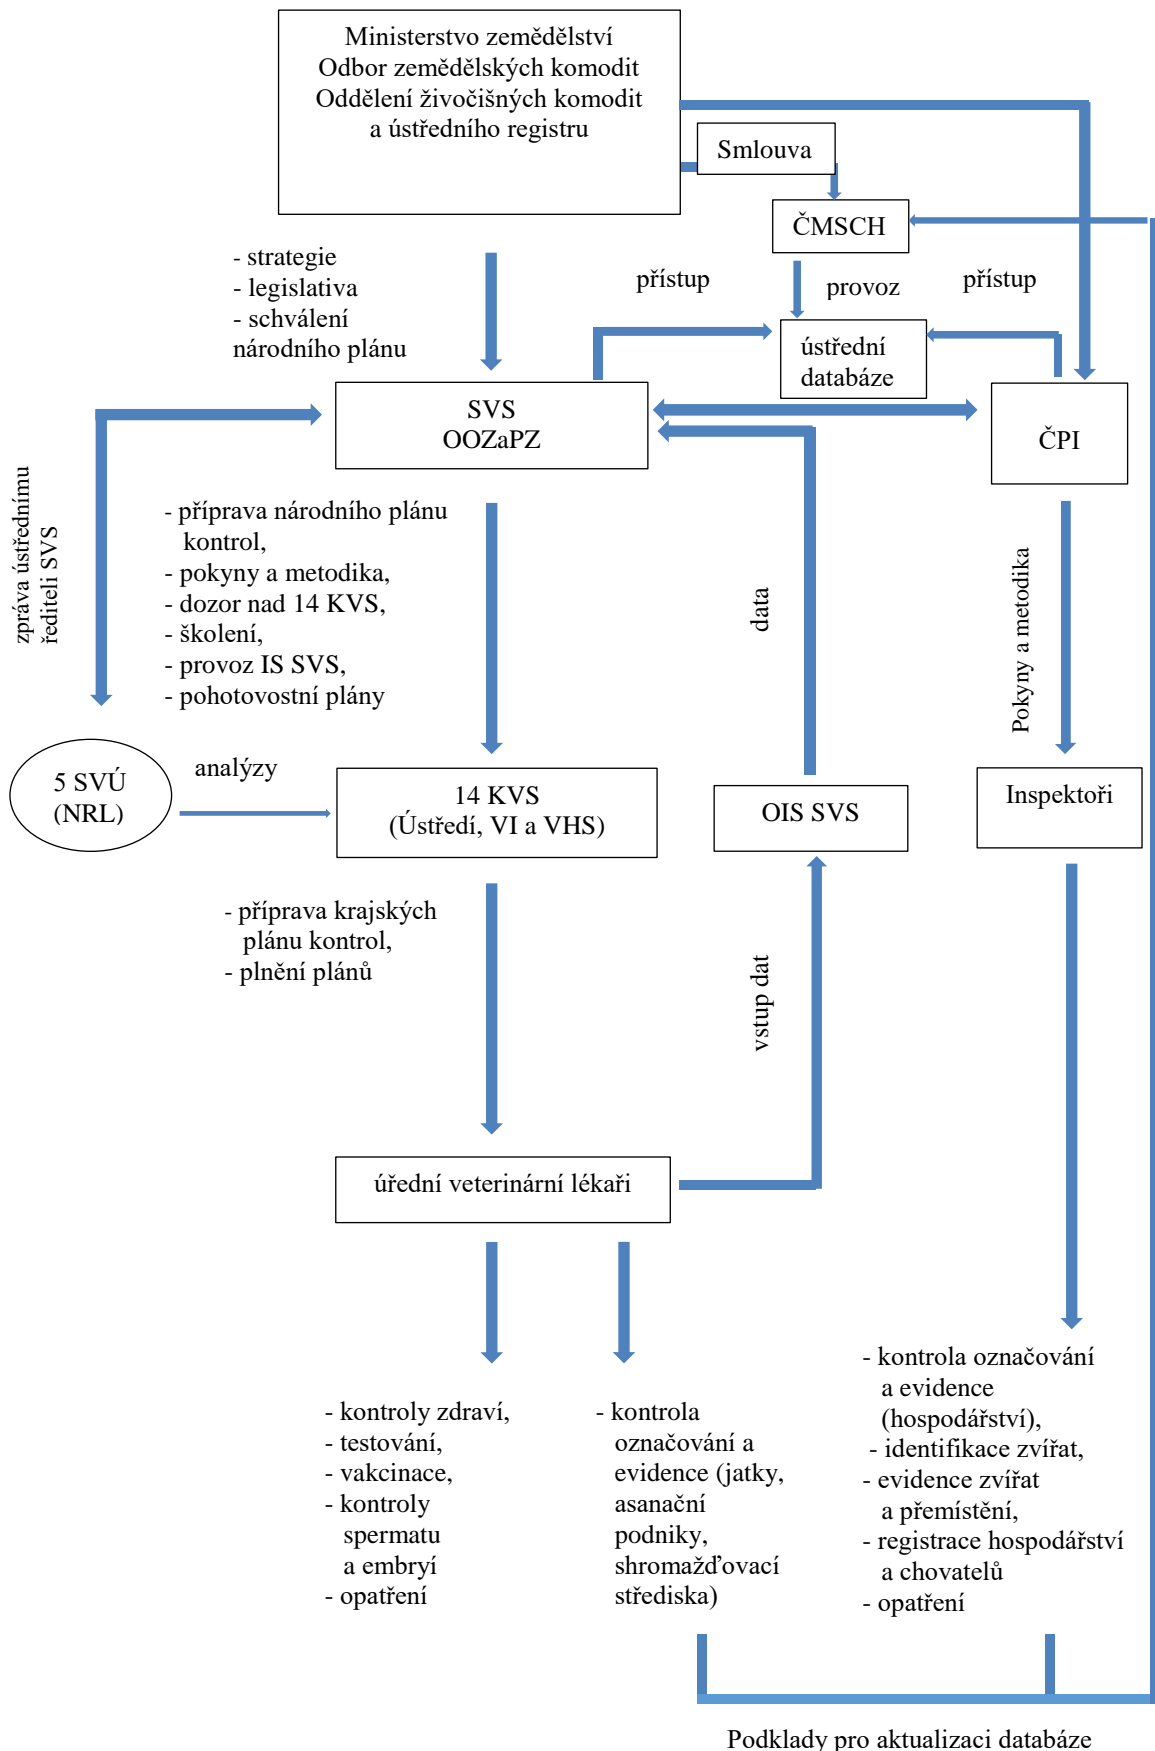 Ministerstvo zemědělství
Odbor zemědělských komodit
Oddělení živočišných komodit
a ústředního registru
Smlouva
ČMSCH
- strategie
- legislativa
- schválení
národního plánu
přístup
provoz
přístup
ústřední
databáze
SVS
OOZaPZ
ČPI
zpráva ústřednímu
řediteli SVS
- příprava národního plánu
kontrol,
- pokyny a metodika,
- dozor nad 14 KVS,
- školení,
- provoz IS SVS,
- pohotovostní plány
data
Pokyny a metodika
5 SVÚ
(NRL)
analýzy
14 KVS
(Ústředí, VI a VHS)
OIS SVS
Inspektoři
- příprava krajských
plánu kontrol,
- plnění plánů
vstup dat
úřední veterinární lékaři
- kontroly zdraví,
- testování,
- vakcinace,
- kontroly
spermatu
a embryí
- opatření
- kontrola
označování a
evidence (jatky,
asanační
podniky,
shromažďovací
střediska)
- kontrola označování
a evidence
(hospodářství),
- identifikace zvířat,
- evidence zvířat
a přemístění,
- registrace hospodářství
a chovatelů
- opatření
Podklady pro aktualizaci databáze